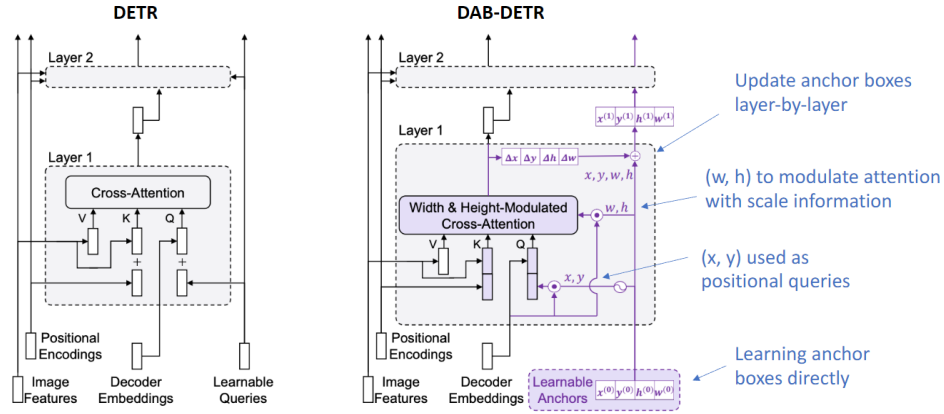 DETR
Layer 2
Layer 1
Cross-Attention
V
K
Q
+
+
Positional
Encodings
Image
Features
Decoder
Embeddings
Learnable
Queries
DAB-DETR
Layer 2
x⁽¹⁾ y⁽¹⁾ h⁽¹⁾ w⁽¹⁾
Layer 1
Δx Δy Δh Δw
x, y, w, h
Width & Height-Modulated
Cross-Attention
w, h
V
K
Q
x, y
Positional
Encodings
Image
Features
Decoder
Embeddings
Learnable
Anchors
x⁽⁰⁾ y⁽⁰⁾ h⁽⁰⁾ w⁽⁰⁾
Update anchor boxes
layer-by-layer
(w, h) to modulate attention
with scale information
(x, y) used as
positional queries
Learning anchor
boxes directly